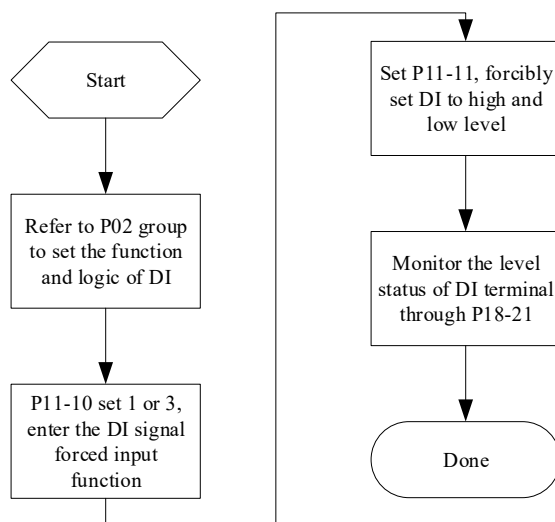 Start
Refer to P02 group
to set the function
and logic of DI
P11-10 set 1 or 3,
enter the DI signal
forced input
function
Set P11-11, forcibly
set DI to high and
low level
Monitor the level
status of DI terminal
through P18-21
Done